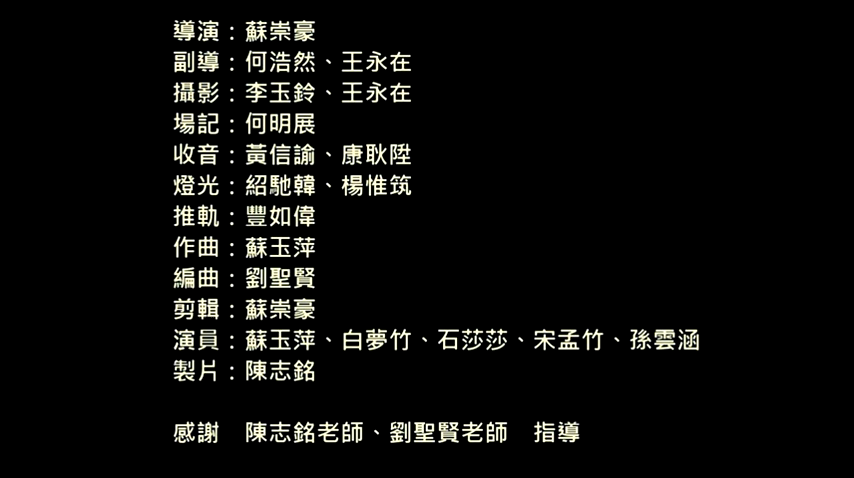 導演：蘇崇豪
副導：何浩然、王永在
攝影：李玉鈴、王永在
場記：何明展
收音：黃信諭、康耿陞
燈光：紹馳韓、楊惟筑
推軌：豐如偉
作曲：蘇玉萍
編曲：劉聖賢
剪輯：蘇崇豪
演員：蘇玉萍、白夢竹、石莎莎、宋孟竹、孫雲涵
製片：陳志銘
感謝　陳志銘老師、劉聖賢老師　指導